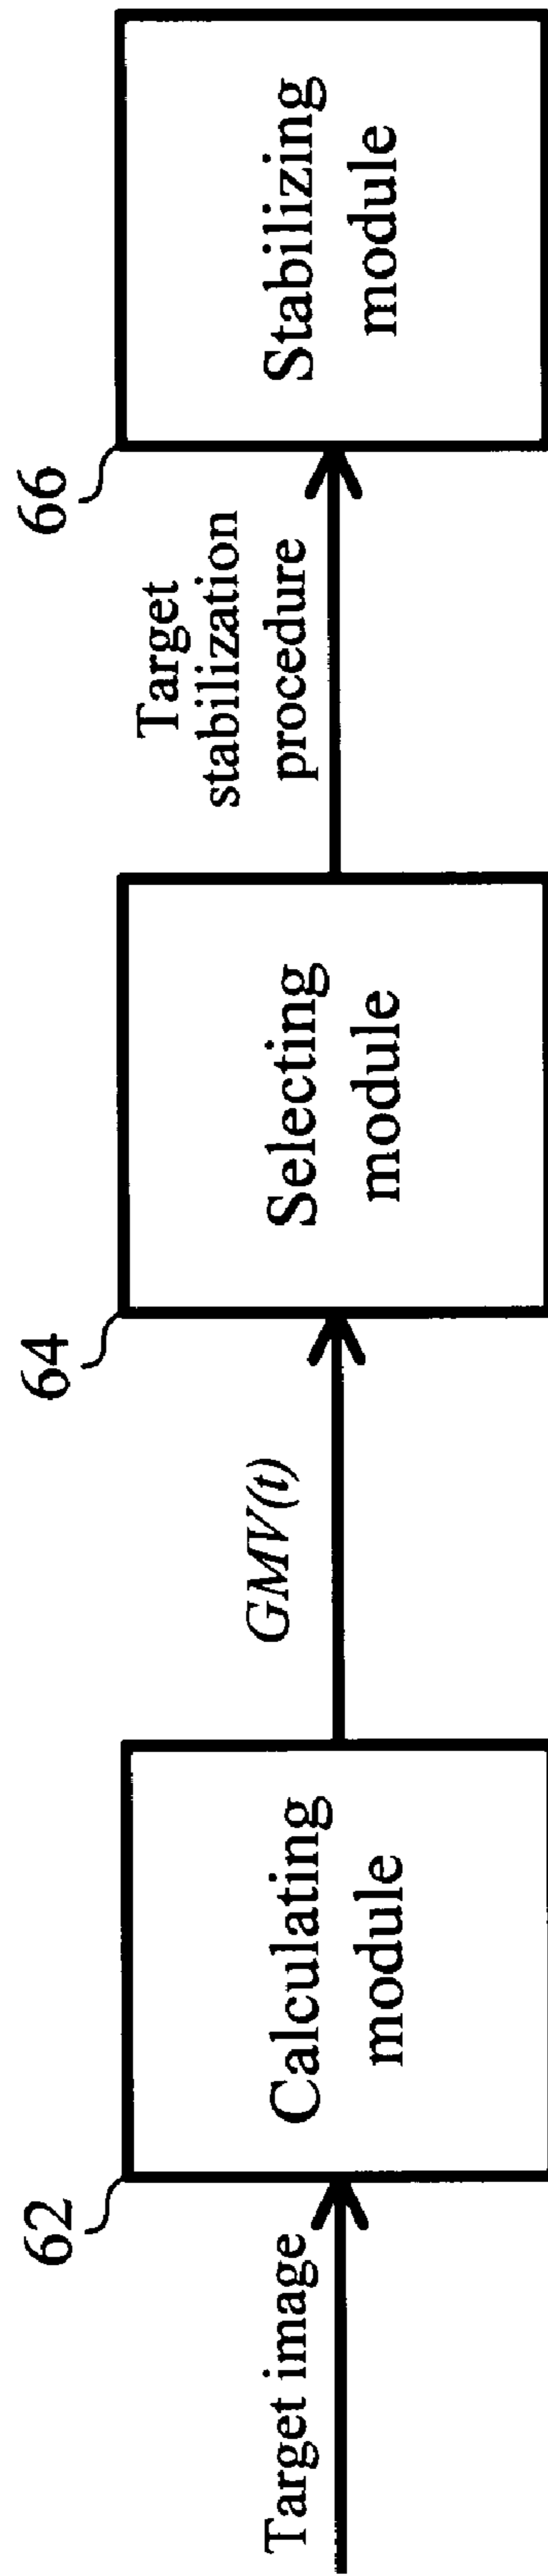 Target image
62
Calculating
module
GMV(t)
64
Selecting
module
Target
stabilization
procedure
66
Stabilizing
module